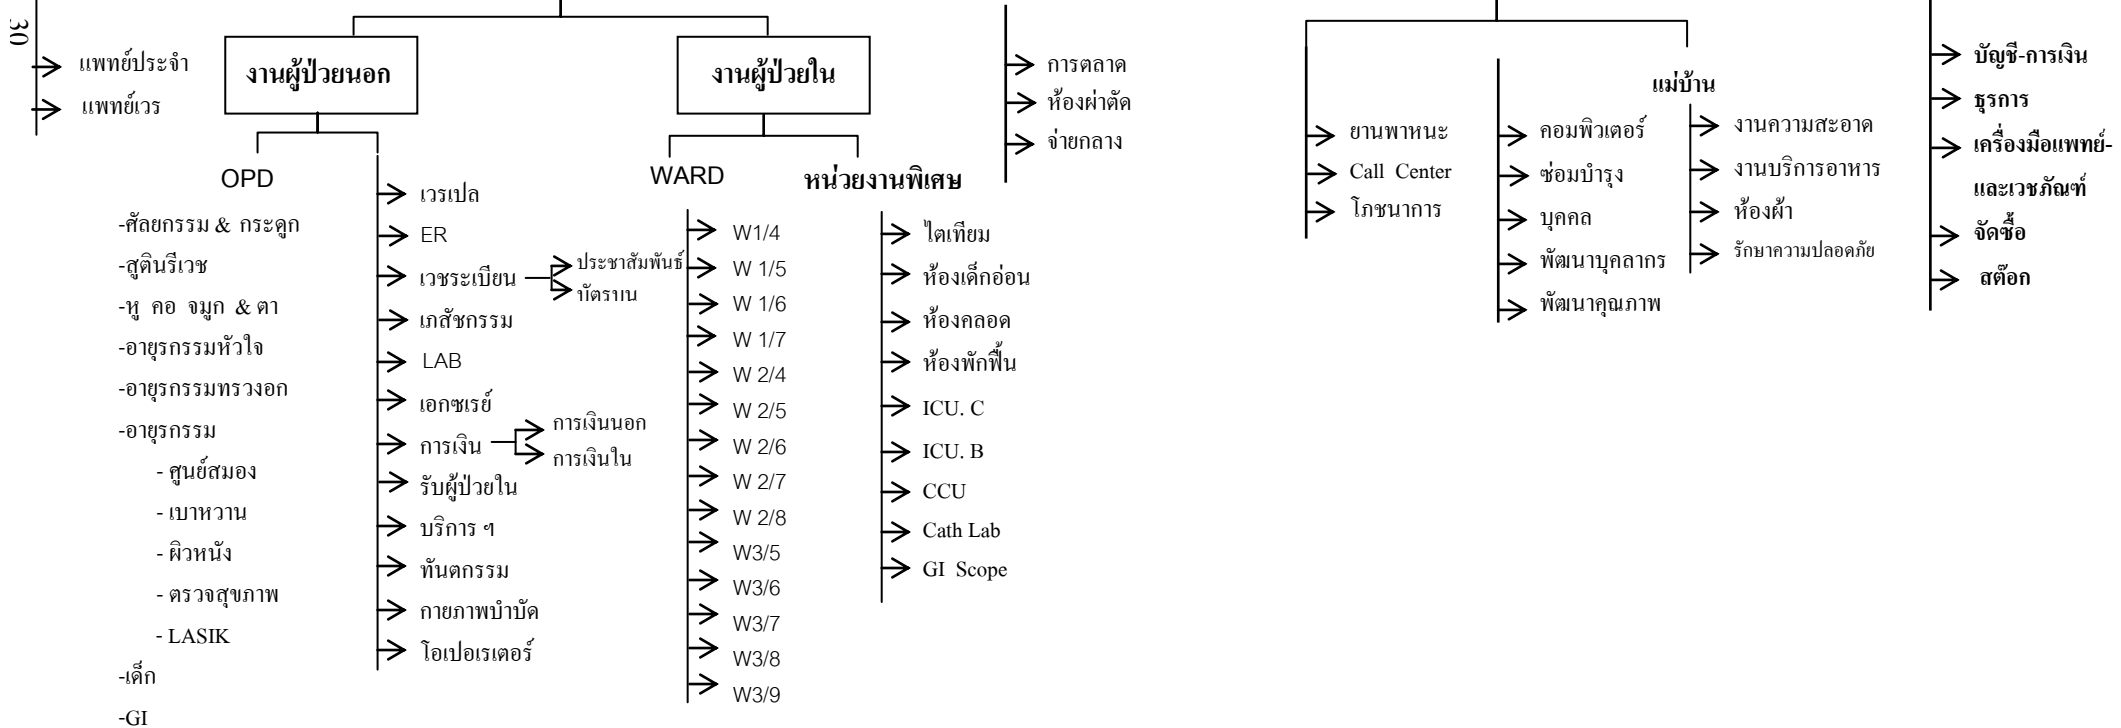 30
แพทย์ประจำ
แพทย์เวร
งานผู้ป่วยนอก
OPD
-ศัลยกรรม & กระดูก
-สูตินรีเวช
-หู คอ จมูก & ตา
-อายุรกรรมหัวใจ
-อายุรกรรมทรวงอก
-อายุรกรรม
- ศูนย์สมอง
- เบาหวาน
- ผิวหนัง
- ตรวจสุขภาพ
- LASIK
-เด็ก
-GI
เวรเปล
ER
เวชระเบียน
ประชาสัมพันธ์
บัตรบน
เภสัชกรรม
LAB
เอกซเรย์
การเงิน
การเงินนอก
การเงินใน
รับผู้ป่วยใน
บริการ ฯ
ทันตกรรม
กายภาพบำบัด
โอเปอเรเตอร์
งานผู้ป่วยใน
WARD
W1/4
W 1/5
W 1/6
W 1/7
W 2/4
W 2/5
W 2/6
W 2/7
W 2/8
W3/5
W3/6
W3/7
W3/8
W3/9
หน่วยงานพิเศษ
ไตเทียม
ห้องเด็กอ่อน
ห้องคลอด
ห้องพักฟื้น
ICU. C
ICU. B
CCU
Cath Lab
GI Scope
การตลาด
ห้องผ่าตัด
จ่ายกลาง
ยานพาหนะ
Call Center
โภชนาการ
คอมพิวเตอร์
ซ่อมบำรุง
บุคคล
พัฒนาบุคลากร
พัฒนาคุณภาพ
แม่บ้าน
งานความสะอาด
งานบริการอาหาร
ห้องผ้า
รักษาความปลอดภัย
บัญชี-การเงิน
ธุรการ
เครื่องมือแพทย์-
และเวชภัณฑ์
จัดซื้อ
สต๊อก